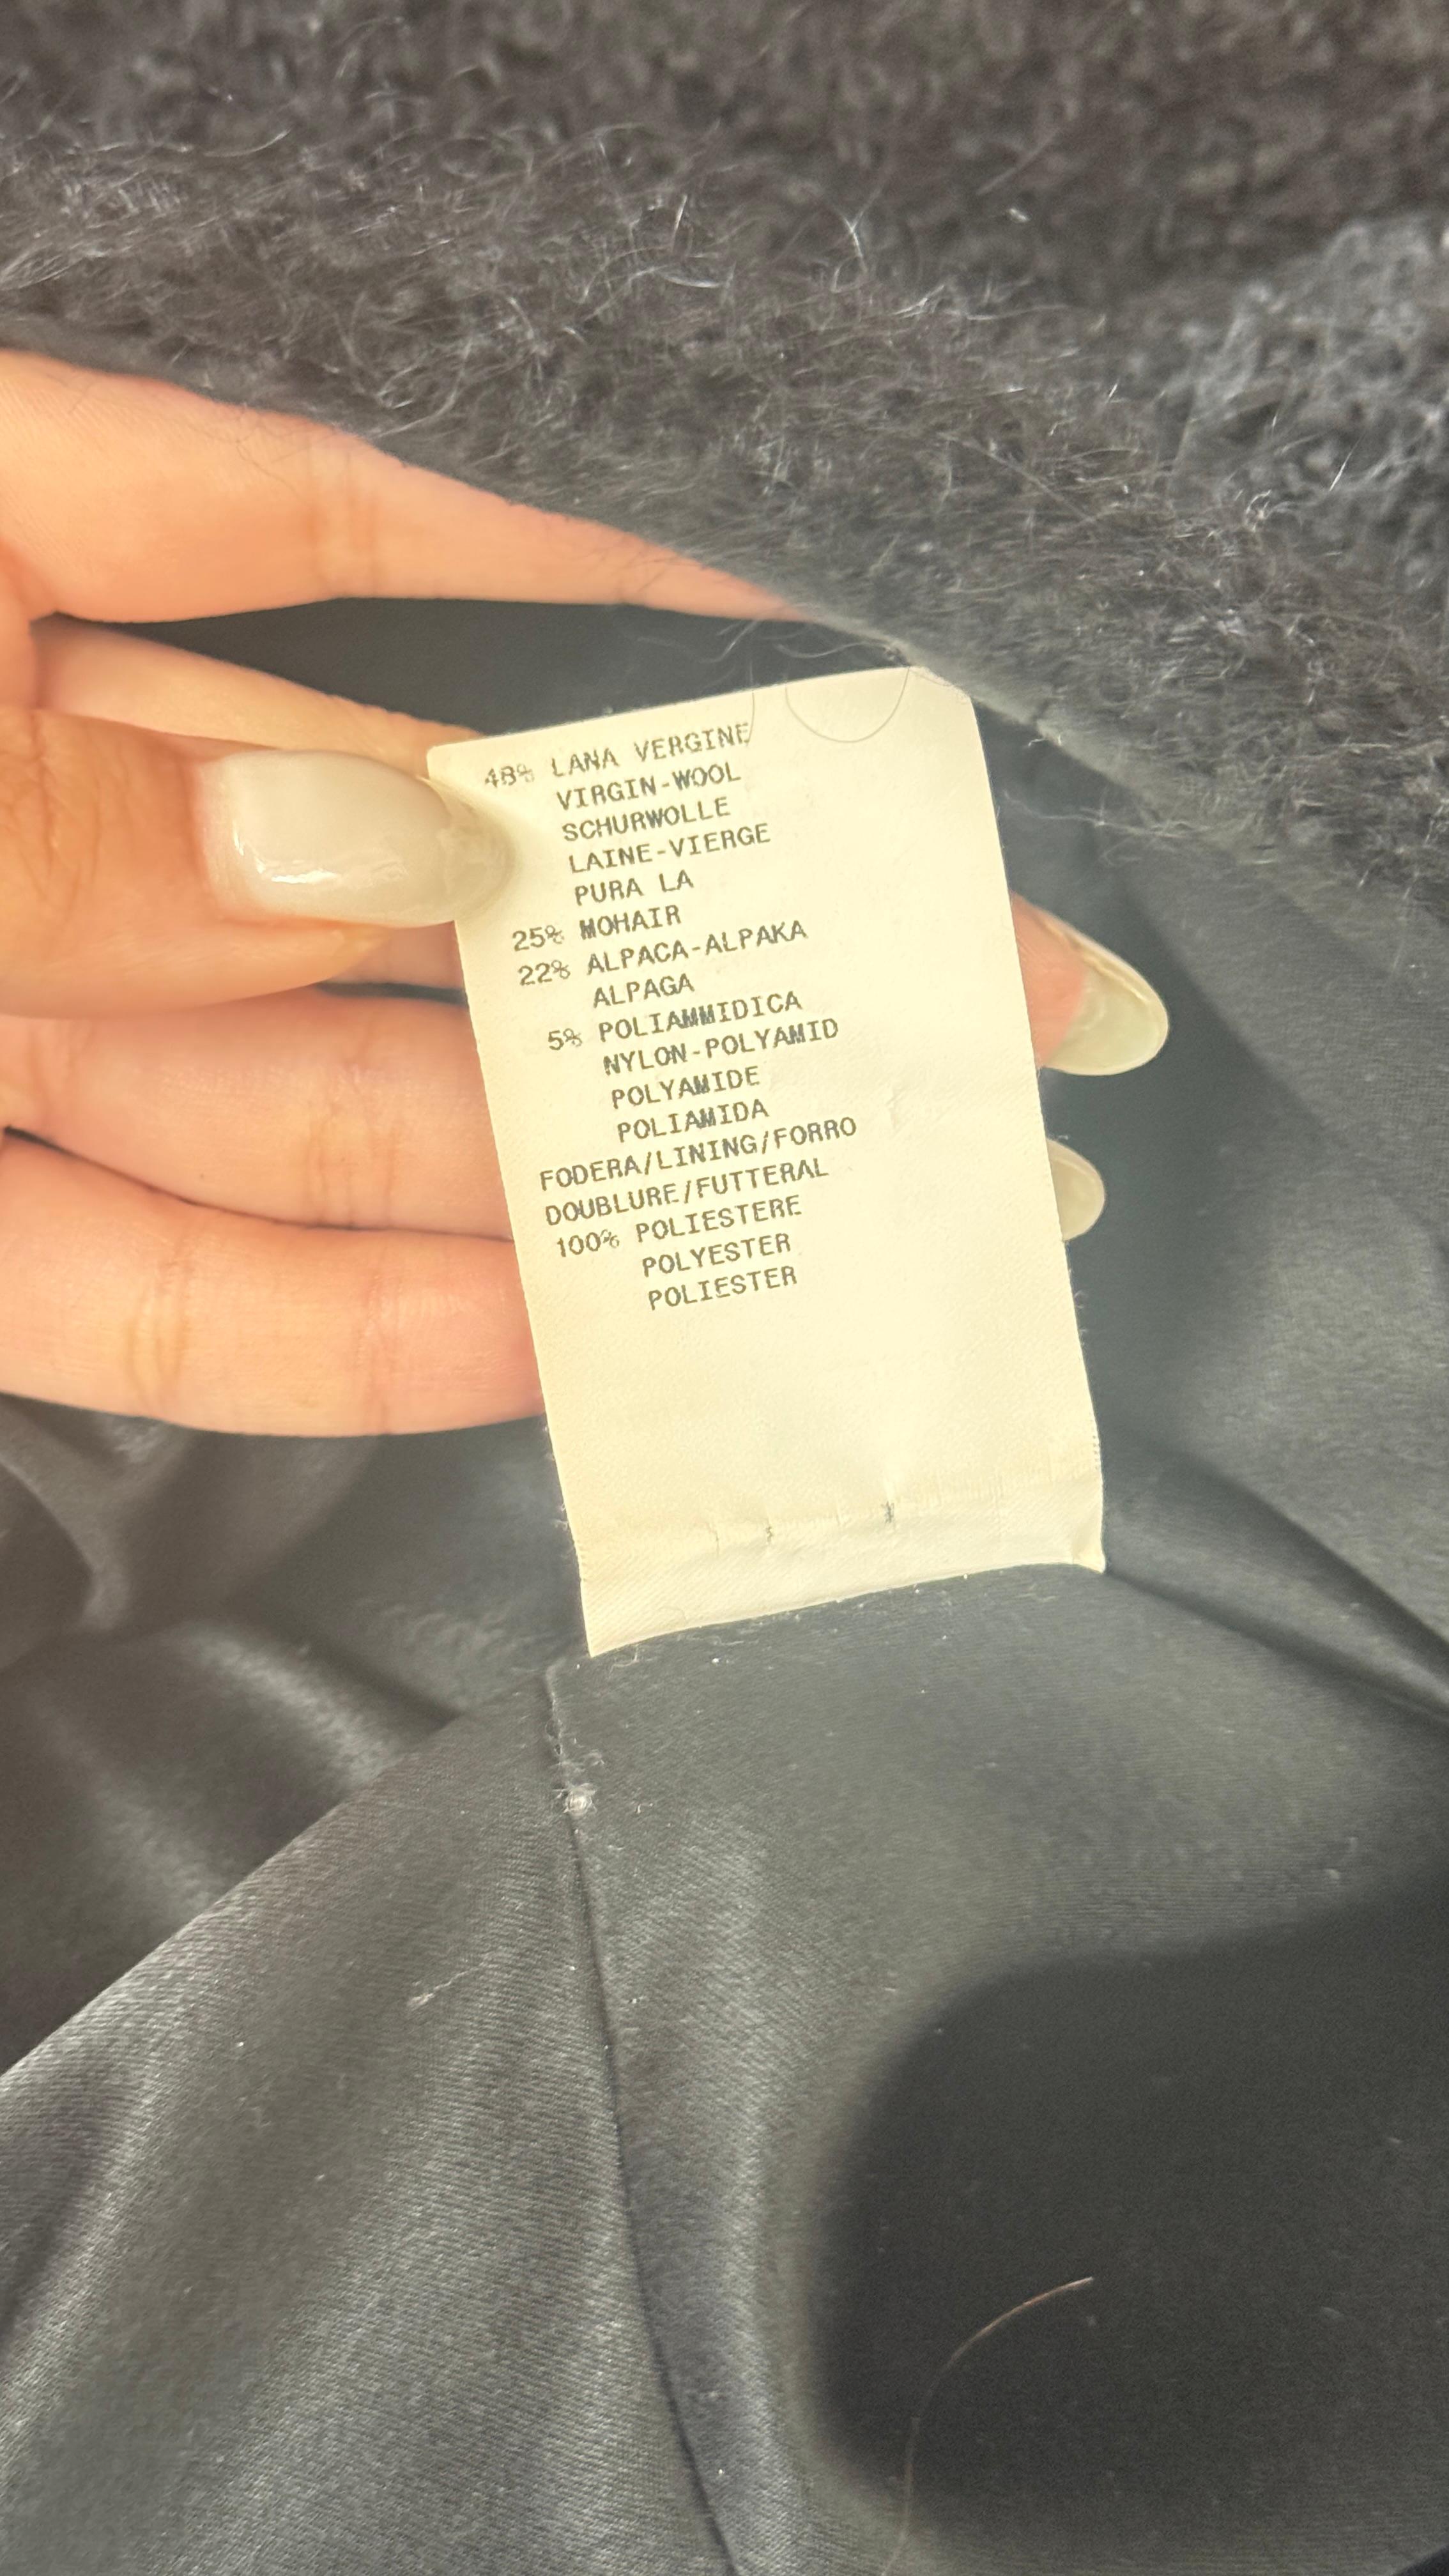 48% LANA VERGINE
VIRGIN-WOOL
SCHURWOLLE
LAINE-VIERGE
PURA LA
25% MOHAIR
22% ALPACA-ALPAKA
ALPAGA
5% POLIAMMIDICA
NYLON-POLYAMID
POLYAMIDE
POLIAMIDA
FODERA/LINING/FORRO
DOUBLURE/FUTTERAL
100% POLIESTERE
POLYESTER
POLIESTER